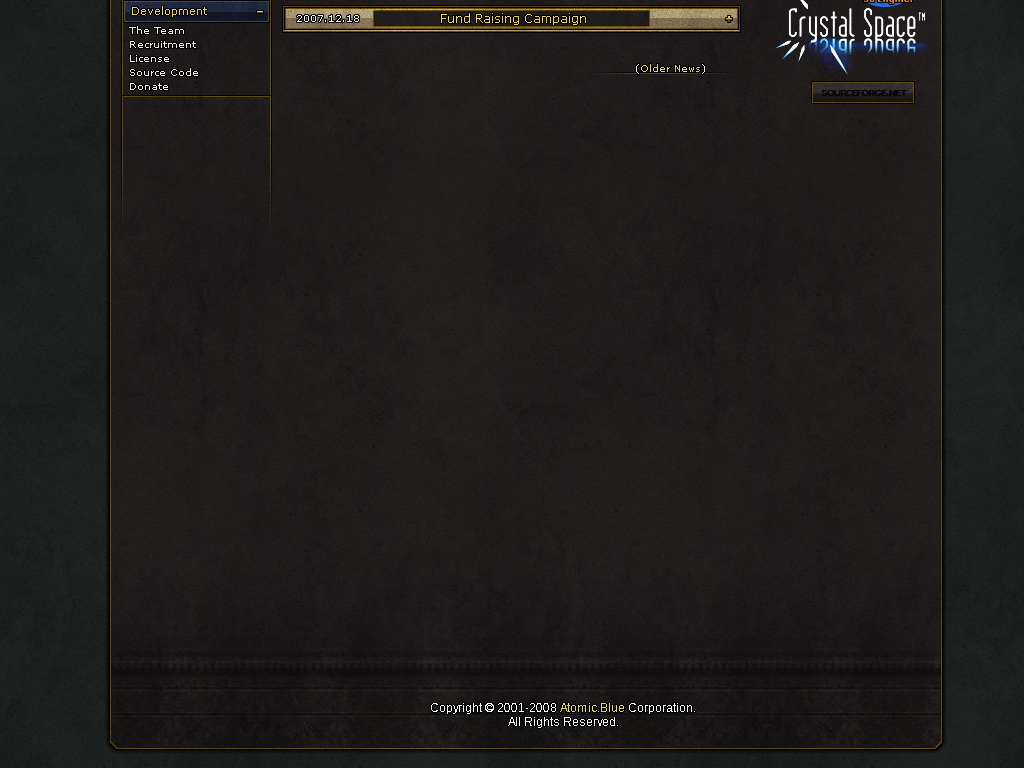 Development
The Team
Recruitment
License
Source Code
Donate
2007.12.18 Fund Raising Campaign
(Older News)
Crystal Space™
SOURCEFORGE.NET
Copyright © 2001-2008 Atomic.Blue Corporation.
All Rights Reserved.